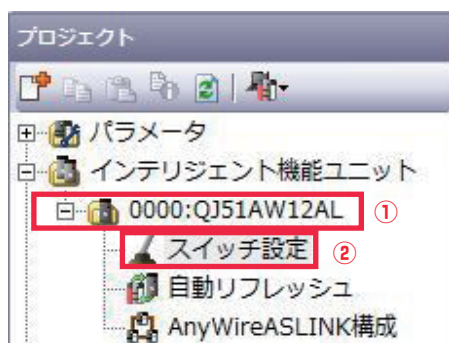 プロジェクト
パラメータ
インテリジェント機能ユニット
0000:QJ51AW12AL ①
スイッチ設定 ②
自動リフレッシュ
AnyWireASLINK構成